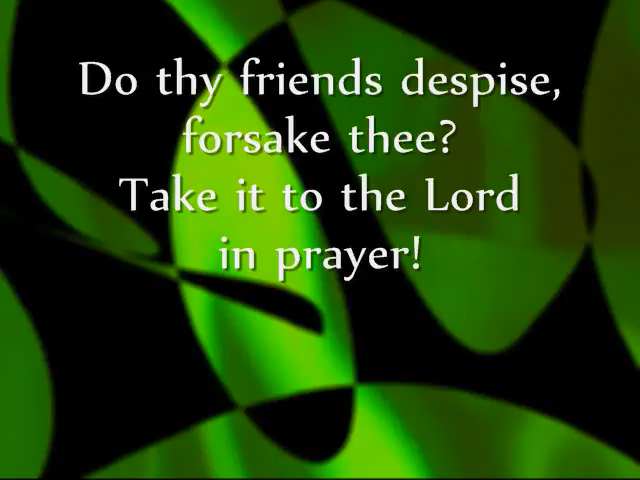 Do thy friends despise,
forsake thee?
Take it to the Lord
in prayer!